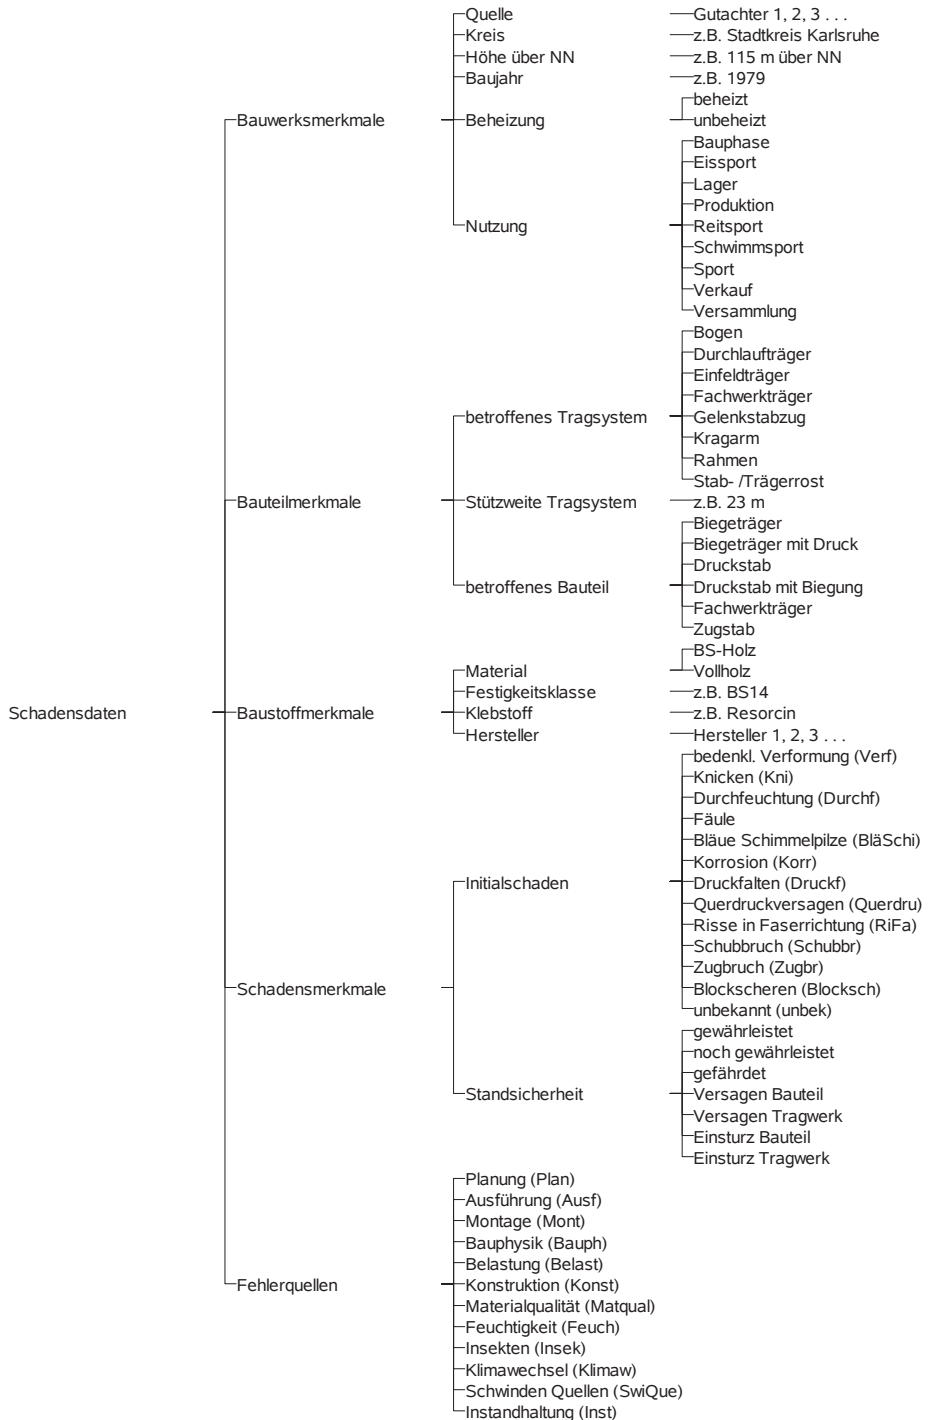 Schadensdaten
Bauwerksmerkmale
Quelle
Gutachter 1, 2, 3 . . .
Kreis
z.B. Stadtkreis Karlsruhe
Höhe über NN
z.B. 115 m über NN
Baujahr
z.B. 1979
Beheizung
beheizt
unbeheizt
Nutzung
Bauphase
Eissport
Lager
Produktion
Reitsport
Schwimmsport
Sport
Verkauf
Versammlung
Bauteilmerkmale
betroffenes Tragsystem
Bogen
Durchlaufträger
Einfeldträger
Fachwerkträger
Gelenkstabzug
Kragarm
Rahmen
Stab- /Trägerrost
Stützweite Tragsystem
z.B. 23 m
betroffenes Bauteil
Biegeträger
Biegeträger mit Druck
Druckstab
Druckstab mit Biegung
Fachwerkträger
Zugstab
Baustoffmerkmale
Material
BS-Holz
Vollholz
Festigkeitsklasse
z.B. BS14
Klebstoff
z.B. Resorcin
Hersteller
Hersteller 1, 2, 3 . . .
Schadensmerkmale
Initialschaden
bedenkl. Verformung (Verf)
Knicken (Kni)
Durchfeuchtung (Durchf)
Fäule
Bläue Schimmelpilze (BläSchi)
Korrosion (Korr)
Druckfalten (Druckf)
Querdruckversagen (Querdru)
Risse in Faserrichtung (RiFa)
Schubbruch (Schubbr)
Zugbruch (Zugbr)
Blockscheren (Blocksch)
unbekannt (unbek)
Standsicherheit
gewährleistet
noch gewährleistet
gefährdet
Versagen Bauteil
Versagen Tragwerk
Einsturz Bauteil
Einsturz Tragwerk
Fehlerquellen
Planung (Plan)
Ausführung (Ausf)
Montage (Mont)
Bauphysik (Bauph)
Belastung (Belast)
Konstruktion (Konst)
Materialqualität (Matqual)
Feuchtigkeit (Feuch)
Insekten (Insek)
Klimawechsel (Klimaw)
Schwinden Quellen (SwiQue)
Instandhaltung (Inst)